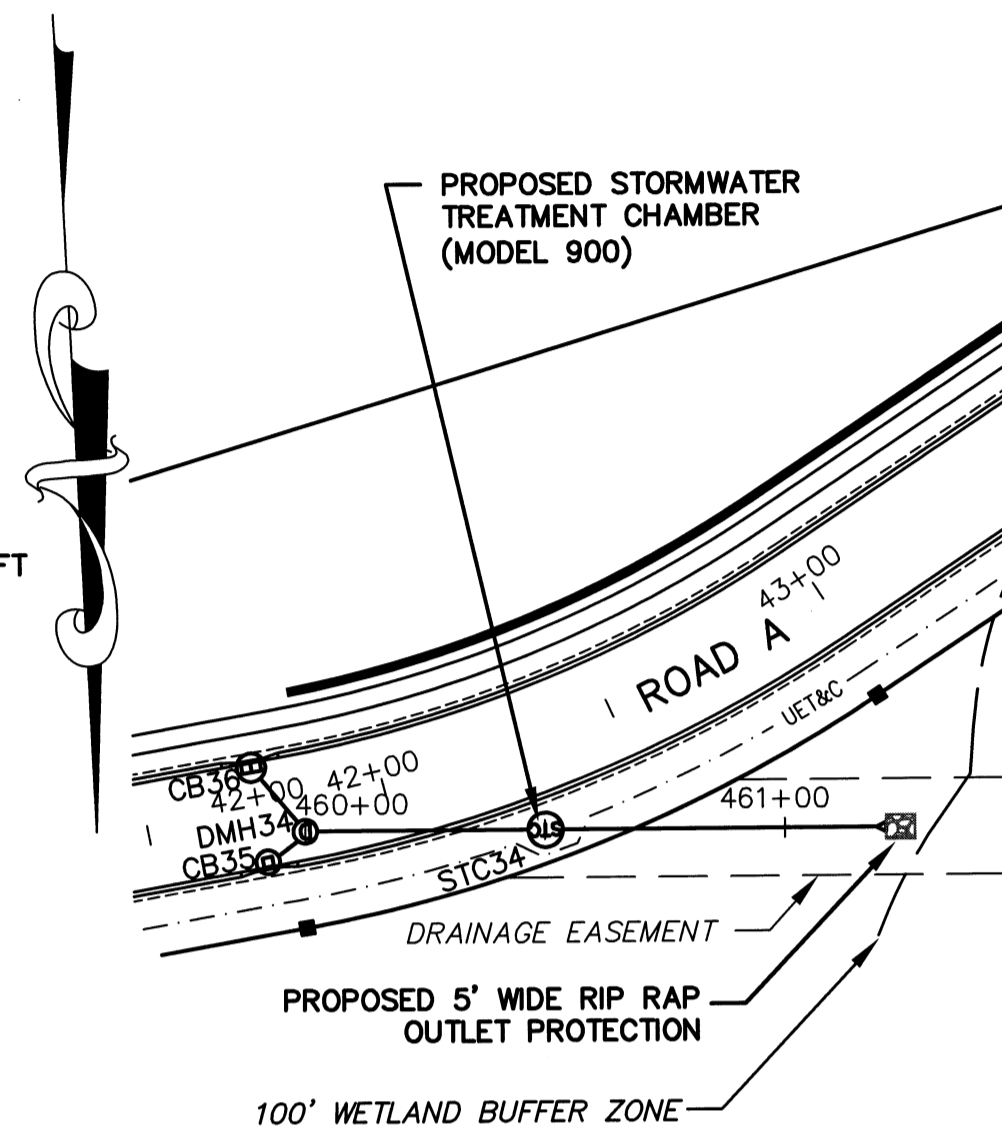 PROPOSED STORMWATER
TREATMENT CHAMBER
(MODEL 900)
FT
43+00
ROAD A
UET&C
CB36
42+00
42+00
460+00
461+00
DMH34
STC
CB35
STC34
DRAINAGE EASEMENT
PROPOSED 5' WIDE RIP RAP
OUTLET PROTECTION
100' WETLAND BUFFER ZONE